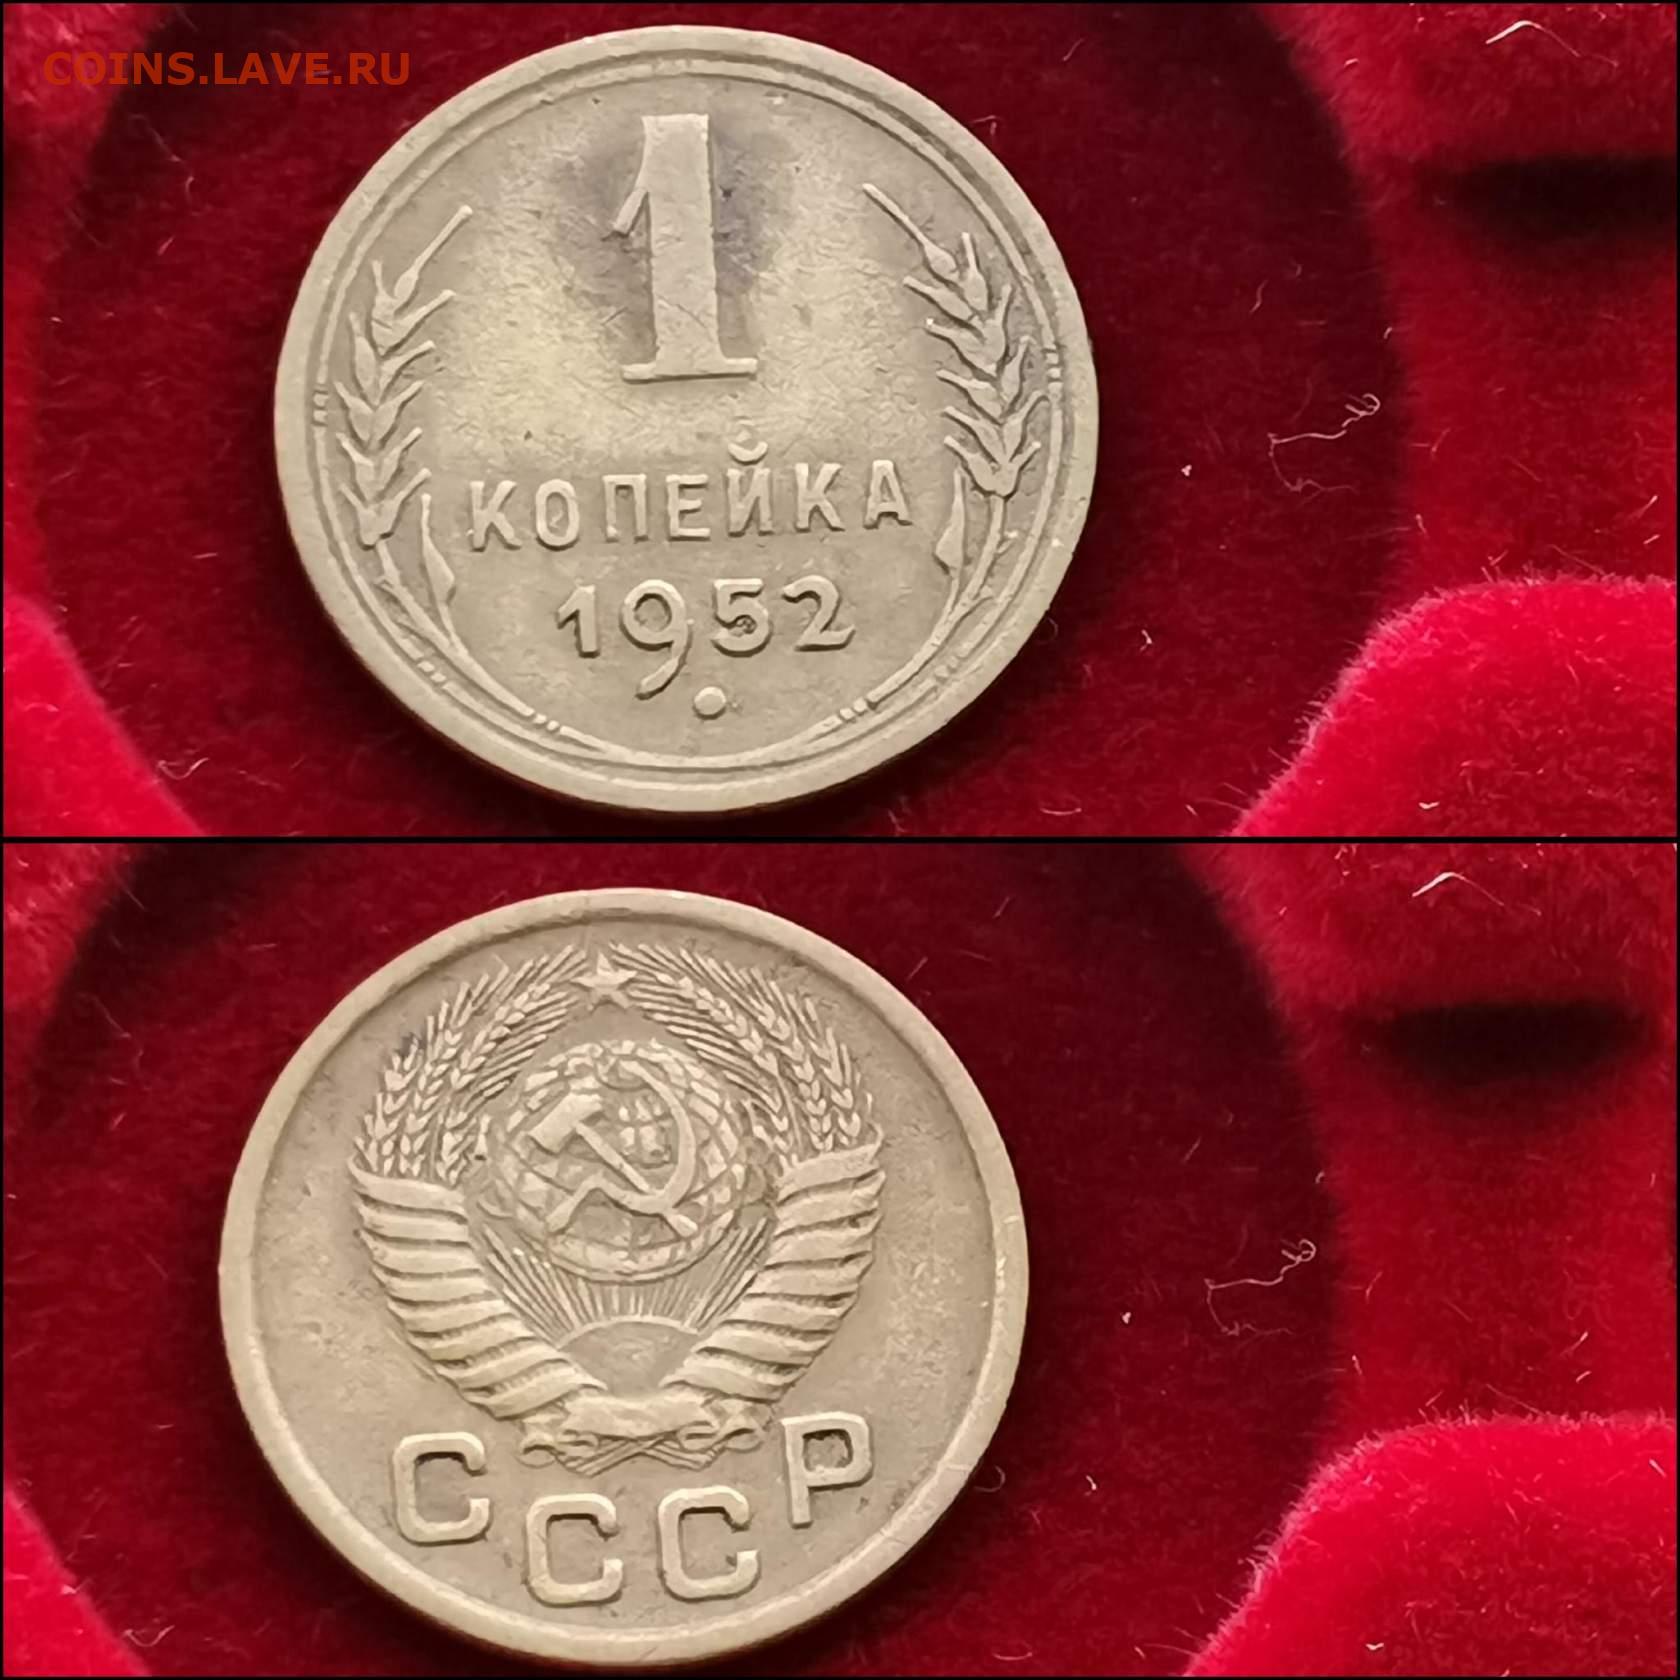 COINS.LAVE.RU
1
КОПЕЙКА
1952
СССР